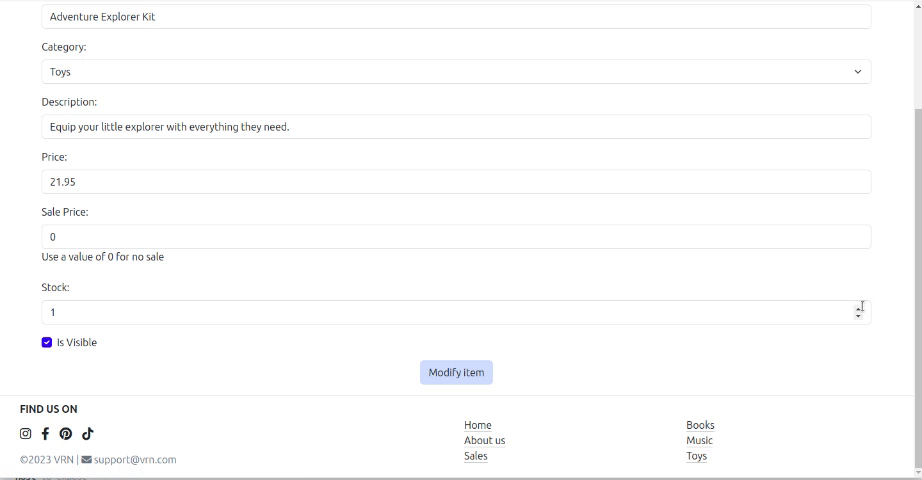 Adventure Explorer Kit
Category:
Toys
Description:
Equip your little explorer with everything they need.
Price:
21.95
Sale Price:
0
Use a value of 0 for no sale
Stock:
1
Is Visible
Modify item
FIND US ON
Home
Books
About us
Music
Sales
Toys
©2023 VRN | support@vrn.com